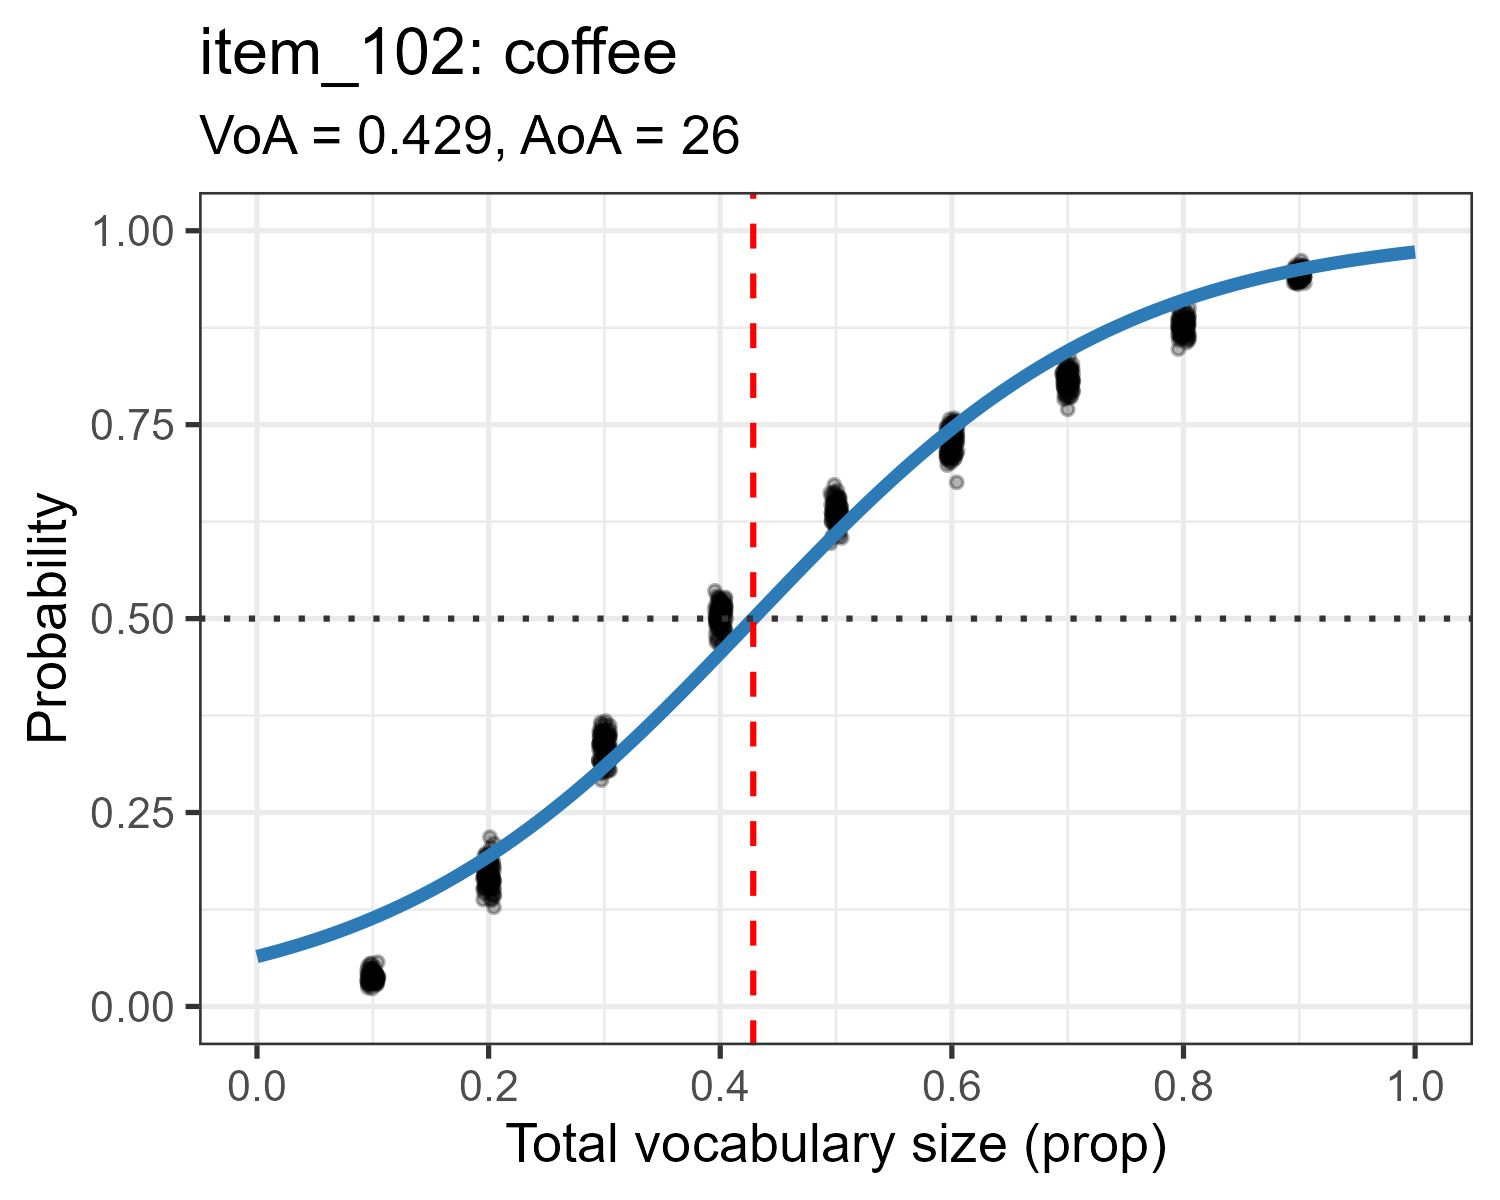 item_102: coffee
VoA = 0.429, AoA = 26
1.00
0.75
0.50
0.25
0.00
Probability
0.0 0.2 0.4 0.6 0.8 1.0
Total vocabulary size (prop)